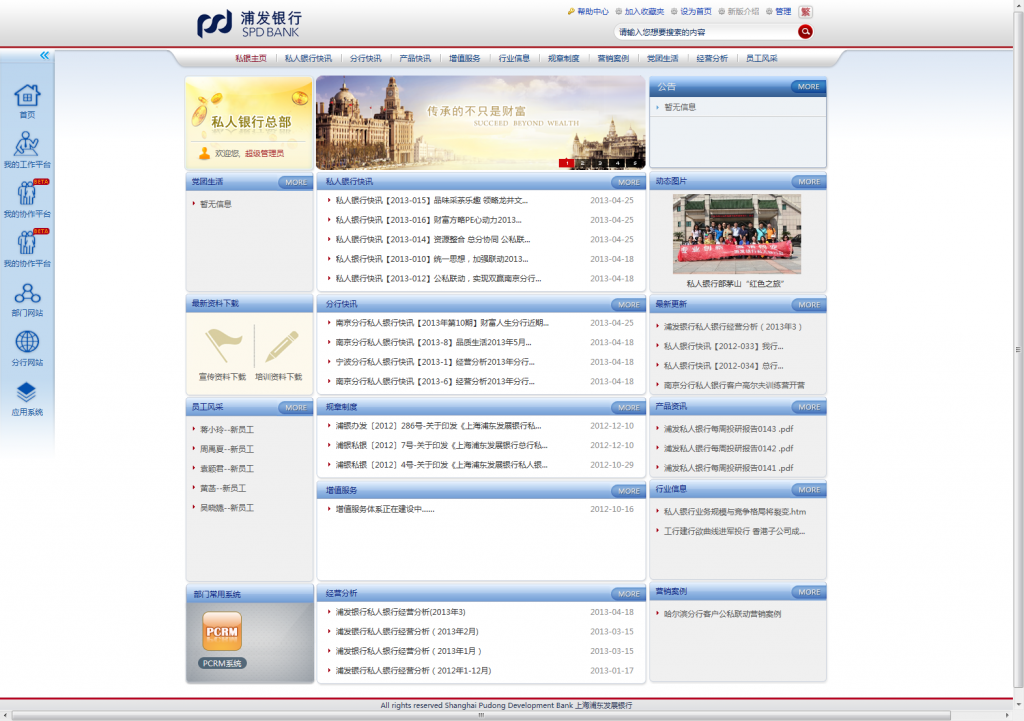 浦发银行
SPD BANK
帮助中心 加入收藏夹 设为首页 新版介绍 管理 繁
请输入您想要搜索的内容
私银主页 私人银行快讯 分行快讯 产品快讯 增值服务 行业信息 规章制度 营销案例 党团生活 经营分析 员工风采
首页
我的工作平台
BETA
我的协作平台
BETA
我的协作平台
部门网站
分行网站
应用系统
私人银行总部
欢迎您, 超级管理员
传承的不只是财富
SUCCEED BEYOND WEALTH
1 2 3 4 5
公告 MORE
暂无信息
党团生活 MORE
暂无信息
私人银行快讯 MORE
私人银行快讯【2013-015】品味采茶乐趣 领略龙井文... 2013-04-25
私人银行快讯【2013-016】财富方略PE心动力2013... 2013-04-25
私人银行快讯【2013-014】资源整合 总分协同 公私联... 2013-04-25
私人银行快讯【2013-010】统一思想，加强联动2013... 2013-04-18
私人银行快讯【2013-012】公私联动，实现双赢南京分行... 2013-04-18
动态图片 MORE
私人银行部茅山“红色之旅”
最新资料下载
宣传资料下载 培训资料下载
分行快讯 MORE
南京分行私人银行快讯【2013年第10期】财富人生分行近期... 2013-04-25
南京分行私人银行快讯【2013-8】品质生活2013年5月... 2013-04-18
宁波分行私人银行快讯【2013-1】经营分析2013年分行... 2013-04-18
南京分行私人银行快讯【2013-6】经营分析2013年分行... 2013-04-18
最新更新 MORE
浦发银行私人银行经营分析（2013年3）
私人银行快讯【2012-033】我行...
私人银行快讯【2012-034】总行...
南京分行私人银行客户高尔夫训练营开营
员工风采 MORE
蒋小玲--新员工
周禹夏--新员工
袁颖君--新员工
黄菡--新员工
吴晓嬿--新员工
规章制度 MORE
浦银办发［2012］286号-关于印发《上海浦东发展银行私... 2012-12-10
浦银私银［2012］7号-关于印发《上海浦东发展银行总行私... 2012-12-10
浦银私银［2012］4号-关于印发《上海浦东发展银行私人银... 2012-10-29
产品资讯 MORE
浦发私人银行每周投研报告0143 .pdf
浦发私人银行每周投研报告0142 .pdf
浦发私人银行每周投研报告0141 .pdf
增值服务 MORE
增值服务体系正在建设中...... 2012-10-16
行业信息 MORE
私人银行业务规模与竞争格局将裂变.htm
工行建行欲曲线进军投行 香港子公司成...
部门常用系统
PCRM
PCRM系统
经营分析 MORE
浦发银行私人银行经营分析(2013年3) 2013-04-18
浦发银行私人银行经营分析（2013年2月) 2013-03-15
浦发银行私人银行经营分析（2013年1月） 2013-03-15
浦发银行私人银行经营分析（2012年1-12月) 2013-01-17
营销案例 MORE
哈尔滨分行客户公私联动营销案例
All rights reserved Shanghai Pudong Development Bank 上海浦东发展银行